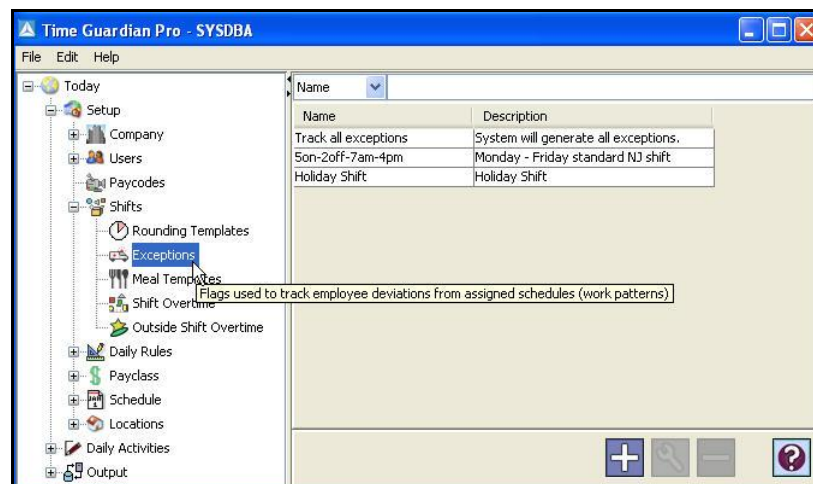 Time Guardian Pro - SYSDBA
File Edit Help
Today
Setup
Company
Users
Paycodes
Shifts
Rounding Templates
Exceptions
Meal Templates
Shift Overtime
Outside Shift Overtime
Daily Rules
Payclass
Schedule
Locations
Daily Activities
Output
Name
Name Description
Track all exceptions System will generate all exceptions.
5on-2off-7am-4pm Monday - Friday standard NJ shift
Holiday Shift Holiday Shift
Flags used to track employee deviations from assigned schedules (work patterns)